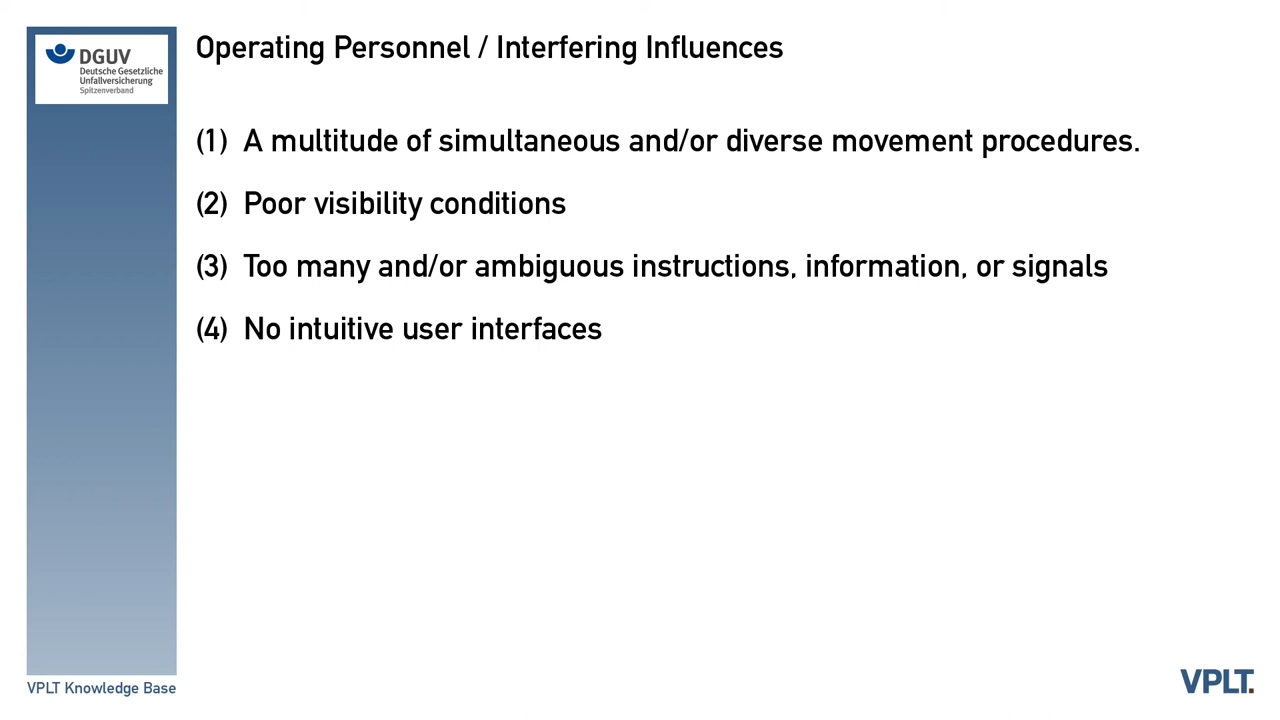 DGUV
Deutsche Gesetzliche
Unfallversicherung
Spitzenverband
Operating Personnel / Interfering Influences
(1) A multitude of simultaneous and/or diverse movement procedures.
(2) Poor visibility conditions
(3) Too many and/or ambiguous instructions, information, or signals
(4) No intuitive user interfaces
VPLT Knowledge Base
VPLT.